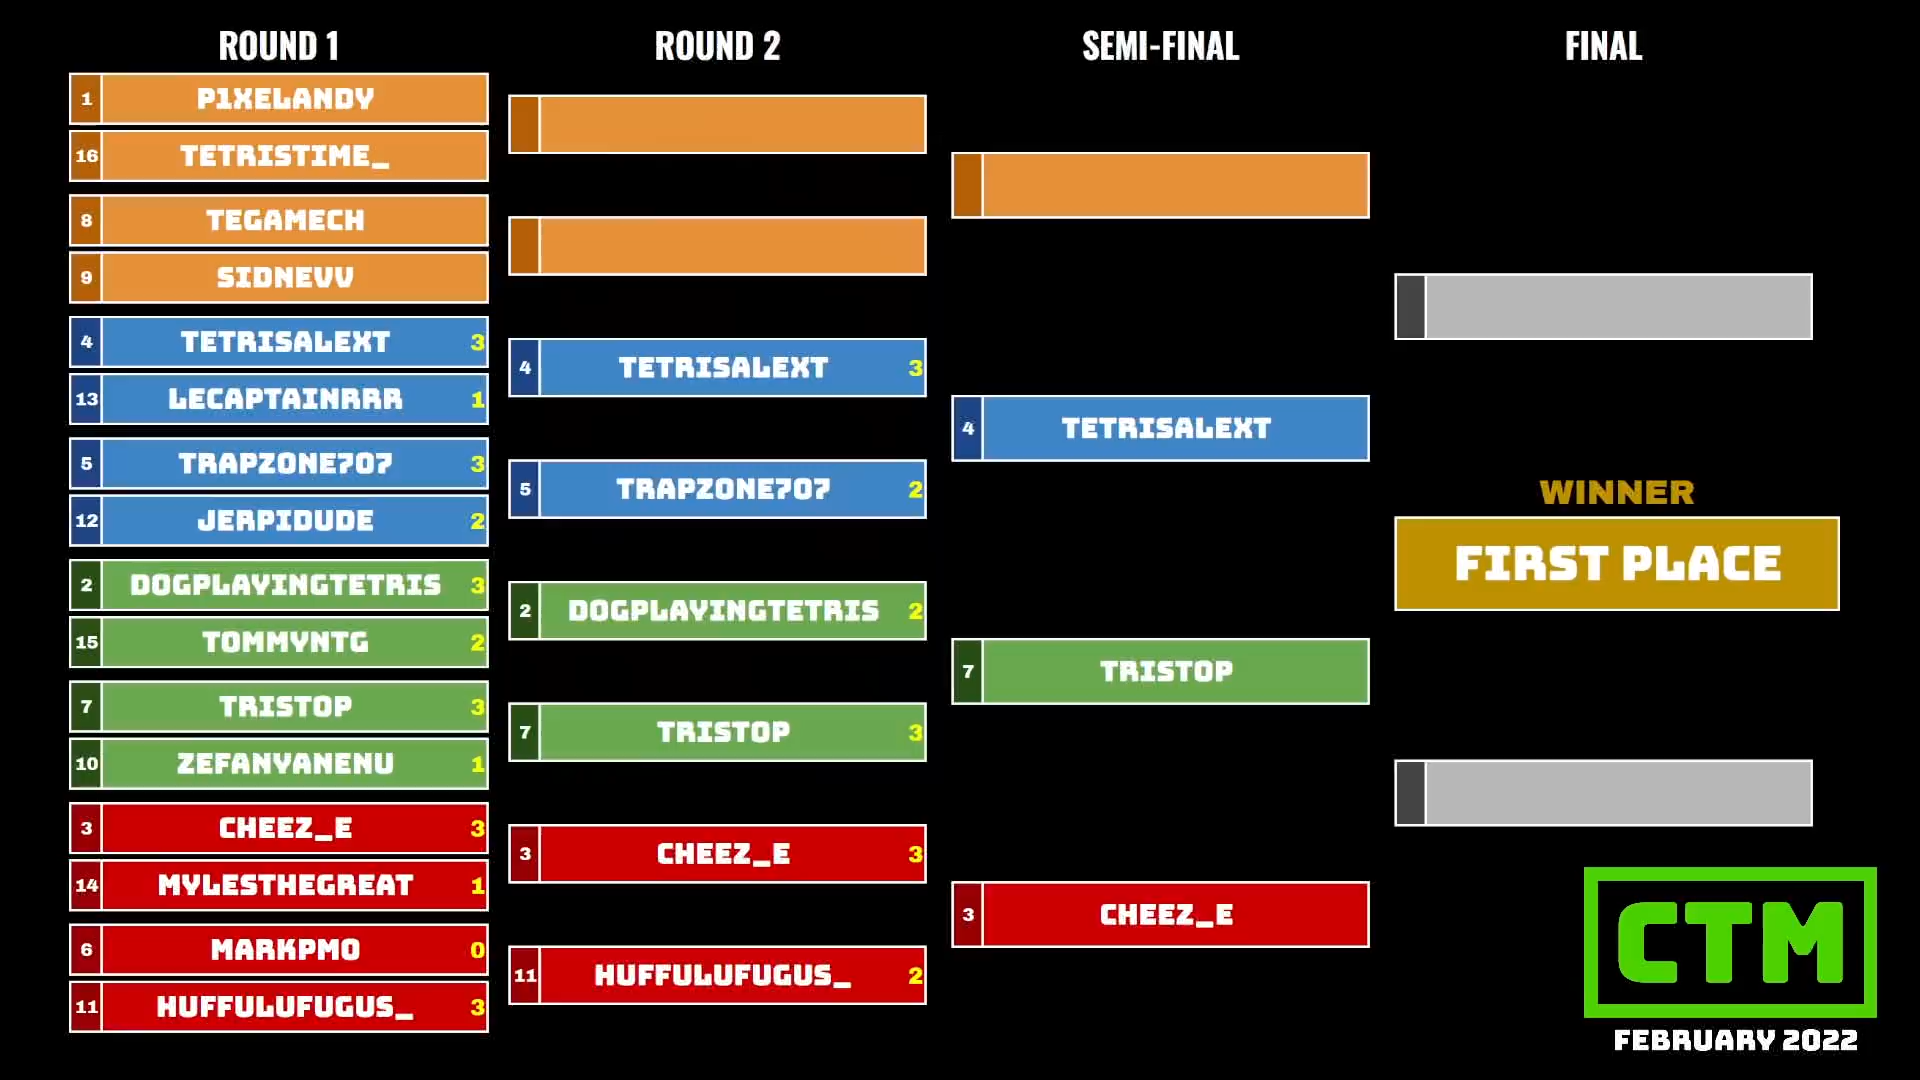 ROUND 1
1 P1XELANDY
16 TETRISTIME_
8 TEGAMECH
9 SIDNEVV
4 TETRISALEXT 3
13 LECAPTAINRRR 1
5 TRAPZONE707 3
12 JERPIDUDE 2
2 DOGPLAYINGTETRIS 3
15 TOMMYNTG 2
7 TRISTOP 3
10 ZEFANYANENU 1
3 CHEEZ_E 3
14 MYLESTHEGREAT 1
6 MARKPMO 0
11 HUFFULUFUGUS_ 3
ROUND 2
4 TETRISALEXT 3
5 TRAPZONE707 2
2 DOGPLAYINGTETRIS 2
7 TRISTOP 3
3 CHEEZ_E 3
11 HUFFULUFUGUS_ 2
SEMI-FINAL
4 TETRISALEXT
7 TRISTOP
3 CHEEZ_E
FINAL
WINNER
FIRST PLACE
CTM
FEBRUARY 2022